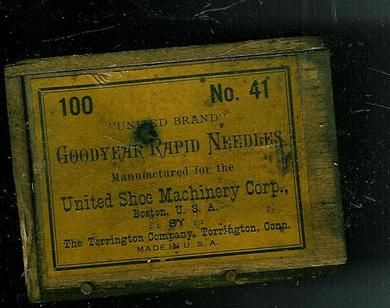 100 No. 41
"UNITED BRAND"
GOODYEAR RAPID NEEDLES
Manufactured for the
United Shoe Machinery Corp.,
Boston, U. S. A.
BY
The Torrington Company, Torrington, Conn.
MADE IN U. S. A.